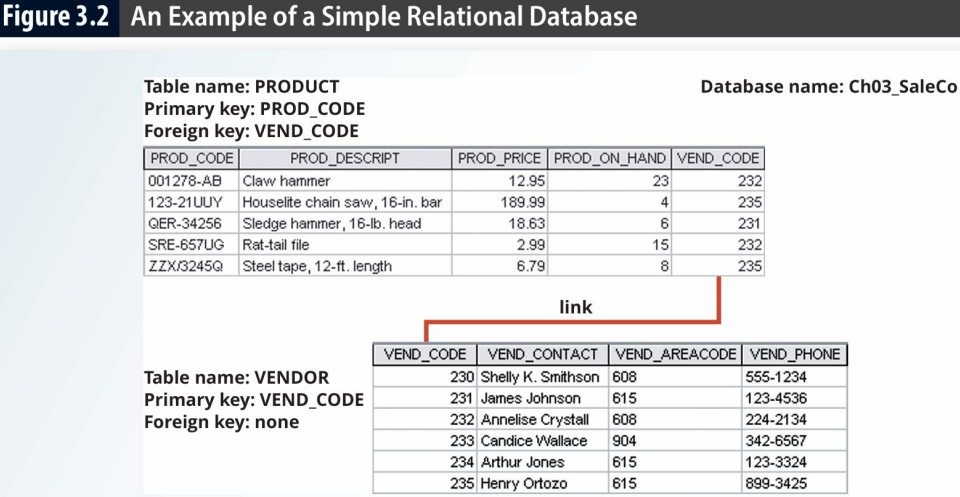 Figure 3.2 An Example of a Simple Relational Database
Table name: PRODUCT
Database name: Ch03_SaleCo
Primary key: PROD_CODE
Foreign key: VEND_CODE
PROD_CODE PROD_DESCRIPT PROD_PRICE PROD_ON_HAND VEND_CODE
001278-AB Claw hammer 12.95 23 232
123-21UUY Houselite chain saw, 16-in. bar 189.99 4 235
QER-34256 Sledge hammer, 16-lb. head 18.63 6 231
SRE-657UG Rat-tail file 2.99 15 232
ZZX/3245Q Steel tape, 12-ft. length 6.79 8 235
link
Table name: VENDOR
Primary key: VEND_CODE
Foreign key: none
VEND_CODE VEND_CONTACT VEND_AREACODE VEND_PHONE
230 Shelly K. Smithson 608 555-1234
231 James Johnson 615 123-4536
232 Annelise Crystall 608 224-2134
233 Candice Wallace 904 342-6567
234 Arthur Jones 615 123-3324
235 Henry Ortozo 615 899-3425